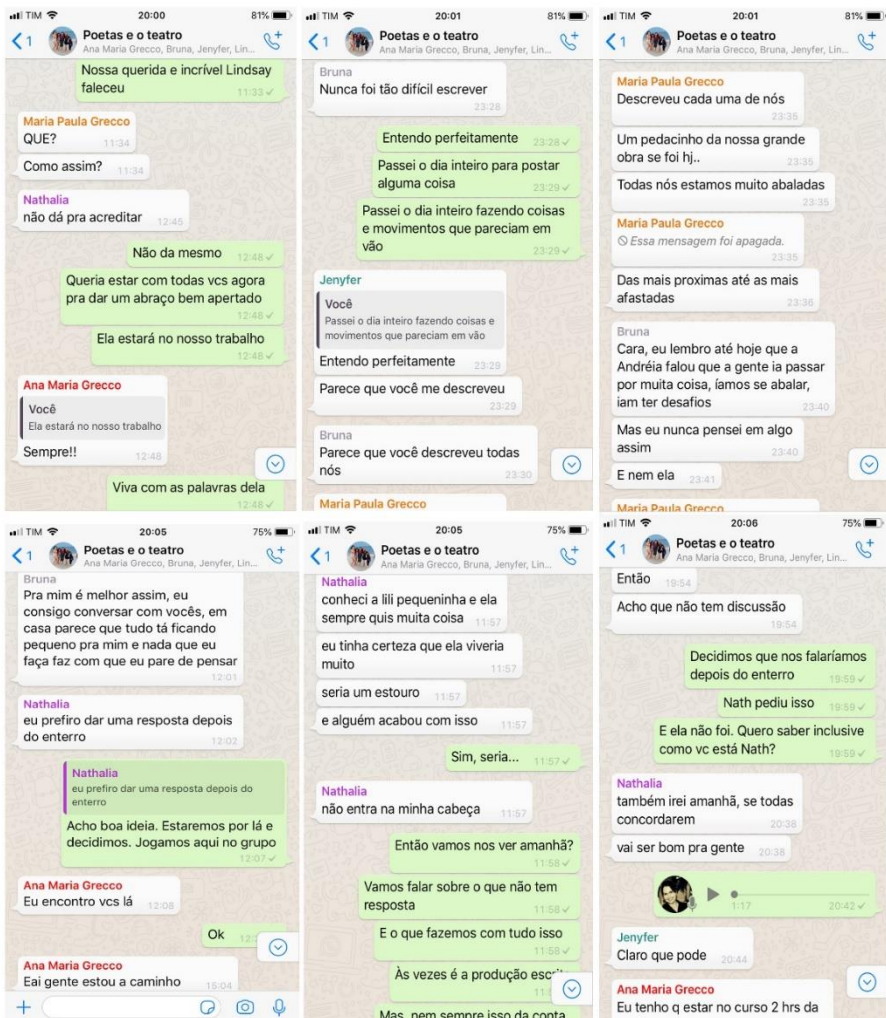 TIM
20:00
81%
1
Poetas e o teatro
Ana Maria Grecco, Bruna, Jenyfer, Lin...
Nossa querida e incrível Lindsay
faleceu
11:33
Maria Paula Grecco
QUE?
11:34
Como assim?
11:34
Nathalia
não dá pra acreditar
12:45
Não da mesmo
12:48
Queria estar com todas vcs agora
pra dar um abraço bem apertado
12:48
Ela estará no nosso trabalho
12:48
Ana Maria Grecco
Você
Ela estará no nosso trabalho
Sempre!!
12:48
Viva com as palavras dela
12:48
TIM
20:01
81%
1
Poetas e o teatro
Ana Maria Grecco, Bruna, Jenyfer, Lin...
Bruna
Nunca foi tão difícil escrever
23:28
Entendo perfeitamente
23:28
Passei o dia inteiro para postar
alguma coisa
23:29
Passei o dia inteiro fazendo coisas
e movimentos que pareciam em
vão
23:29
Jenyfer
Você
Passei o dia inteiro fazendo coisas e
movimentos que pareciam em vão
Entendo perfeitamente
23:29
Parece que você me descreveu
23:29
Bruna
Parece que você descreveu todas
nós
23:30
Maria Paula Grecco
TIM
20:01
81%
1
Poetas e o teatro
Ana Maria Grecco, Bruna, Jenyfer, Lin...
Maria Paula Grecco
Descreveu cada uma de nós
23:35
Um pedacinho da nossa grande
obra se foi hj..
23:35
Todas nós estamos muito abaladas
23:35
Maria Paula Grecco
Essa mensagem foi apagada.
23:35
Das mais proximas até as mais
afastadas
23:36
Bruna
Cara, eu lembro até hoje que a
Andréia falou que a gente ia passar
por muita coisa, íamos se abalar,
iam ter desafios
23:40
Mas eu nunca pensei em algo
assim
23:40
E nem ela
23:41
Maria Paula Grecco
TIM
20:05
75%
1
Poetas e o teatro
Ana Maria Grecco, Bruna, Jenyfer, Lin...
Bruna
Pra mim é melhor assim, eu
consigo conversar com vocês, em
casa parece que tudo tá ficando
pequeno pra mim e nada que eu
faça faz com que eu pare de pensar
12:01
Nathalia
eu prefiro dar uma resposta depois
do enterro
12:02
Nathalia
eu prefiro dar uma resposta depois do
enterro
Acho boa ideia. Estaremos por lá e
decidimos. Jogamos aqui no grupo
12:07
Ana Maria Grecco
Eu encontro vcs lá
12:08
Ok
Ana Maria Grecco
Eai gente estou a caminho
15:04
TIM
20:05
75%
1
Poetas e o teatro
Ana Maria Grecco, Bruna, Jenyfer, Lin...
Nathalia
conheci a lili pequeninha e ela
sempre quis muita coisa
11:57
eu tinha certeza que ela viveria
muito
11:57
seria um estouro
11:57
e alguém acabou com isso
11:57
Sim, seria...
11:57
Nathalia
não entra na minha cabeça
11:57
Então vamos nos ver amanhã?
11:58
Vamos falar sobre o que não tem
resposta
11:58
E o que fazemos com tudo isso
11:58
Às vezes é a produção
Mas, nem sempre isso da conta
TIM
20:06
75%
1
Poetas e o teatro
Ana Maria Grecco, Bruna, Jenyfer, Lin...
Então
19:54
Acho que não tem discussão
19:54
Decidimos que nos falaríamos
depois do enterro
19:59
Nath pediu isso
19:59
E ela não foi. Quero saber inclusive
como vc está Nath?
19:59
Nathalia
também irei amanhã, se todas
concordarem
20:38
vai ser bom pra gente
20:38
1:17
20:42
Jenyfer
Claro que pode
20:44
Ana Maria Grecco
Eu tenho q estar no curso 2 hrs da